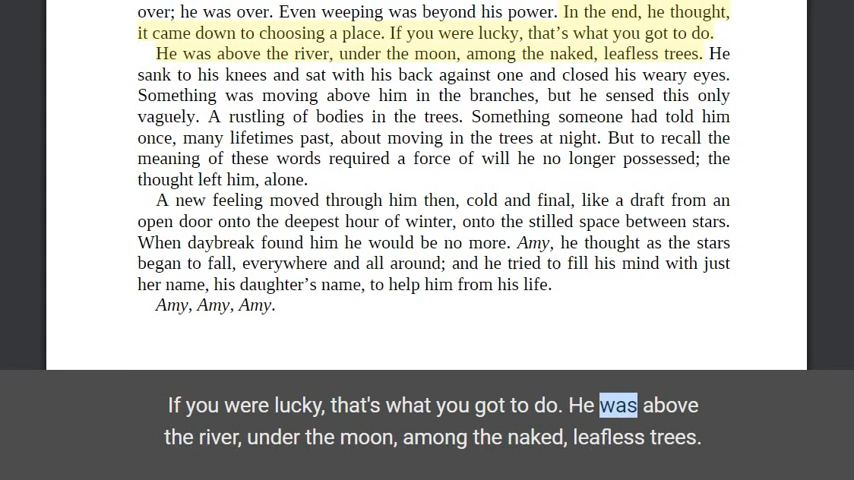 over; he was over. Even weeping was beyond his power. In the end, he thought,
it came down to choosing a place. If you were lucky, that’s what you got to do.
He was above the river, under the moon, among the naked, leafless trees. He
sank to his knees and sat with his back against one and closed his weary eyes.
Something was moving above him in the branches, but he sensed this only
vaguely. A rustling of bodies in the trees. Something someone had told him
once, many lifetimes past, about moving in the trees at night. But to recall the
meaning of these words required a force of will he no longer possessed; the
thought left him, alone.
A new feeling moved through him then, cold and final, like a draft from an
open door onto the deepest hour of winter, onto the stilled space between stars.
When daybreak found him he would be no more. Amy, he thought as the stars
began to fall, everywhere and all around; and he tried to fill his mind with just
her name, his daughter’s name, to help him from his life.
Amy, Amy, Amy.
If you were lucky, that's what you got to do. He was above
the river, under the moon, among the naked, leafless trees.